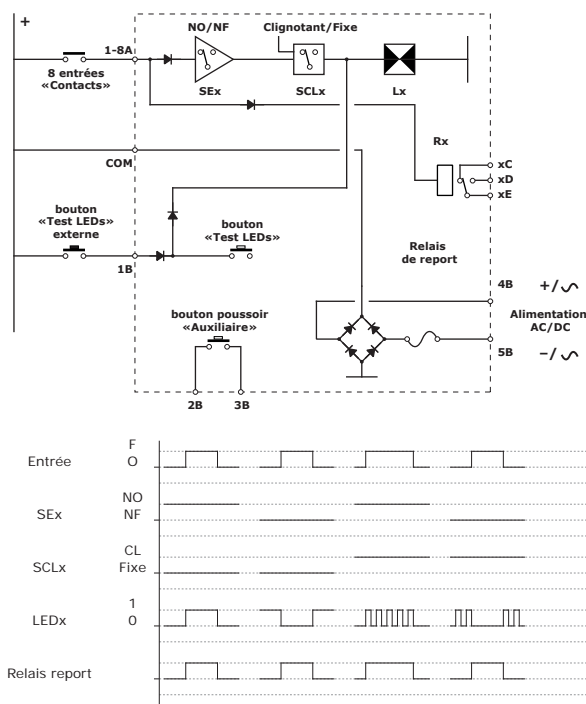 +
NO/NF
Clignotant/Fixe
1-8A
8 entrées
«Contacts»
SEx
SCLx
Lx
Rx
COM
xC
xD
xE
bouton
«Test LEDs»
externe
bouton
«Test LEDs»
1B
Relais
de report
4B
+/
bouton poussoir
«Auxiliaire»
Alimentation
AC/DC
5B
−/
2B
3B
Entrée
F
O
SEx
NO
NF
SCLx
CL
Fixe
LEDx
1
0
Relais report